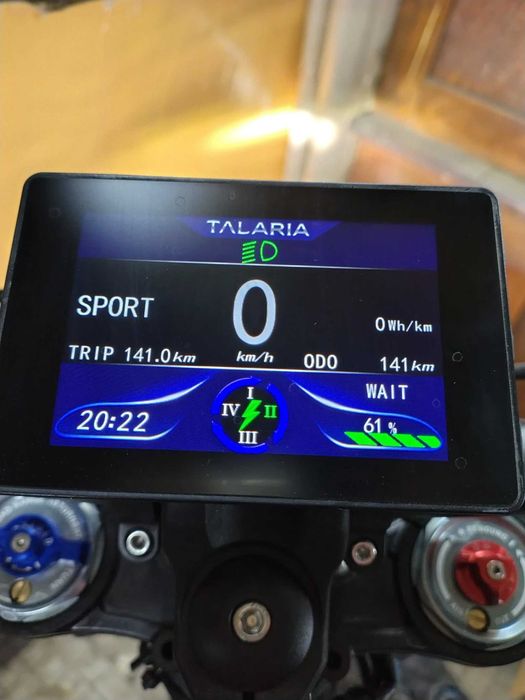 TALARIA
SPORT
0
0Wh/km
TRIP 141.0km
km/h
ODO 141km
WAIT
20:22
I
IV II
III
61 %